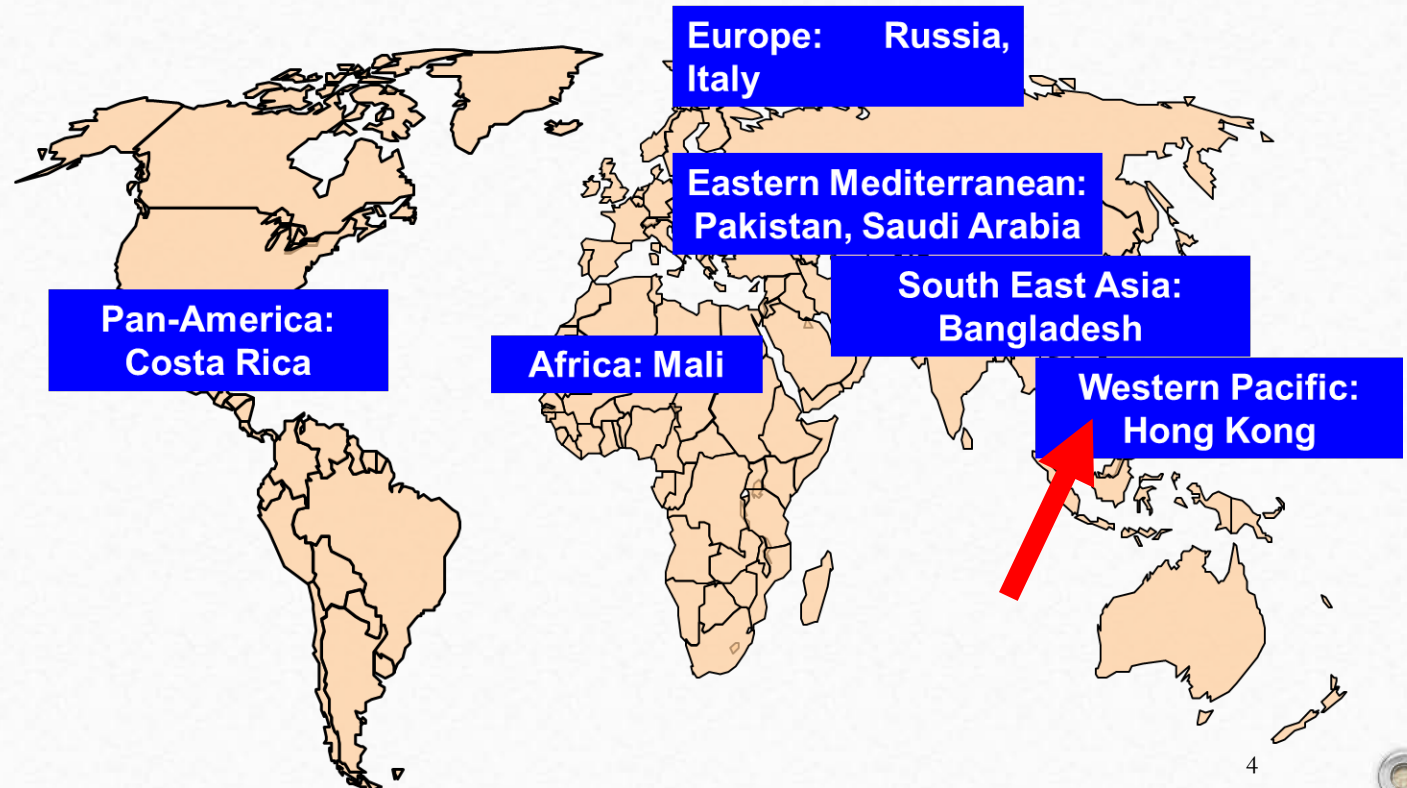 Europe: Russia,
Italy
Eastern Mediterranean:
Pakistan, Saudi Arabia
South East Asia:
Bangladesh
Pan-America:
Costa Rica
Africa: Mali
Western Pacific:
Hong Kong
4